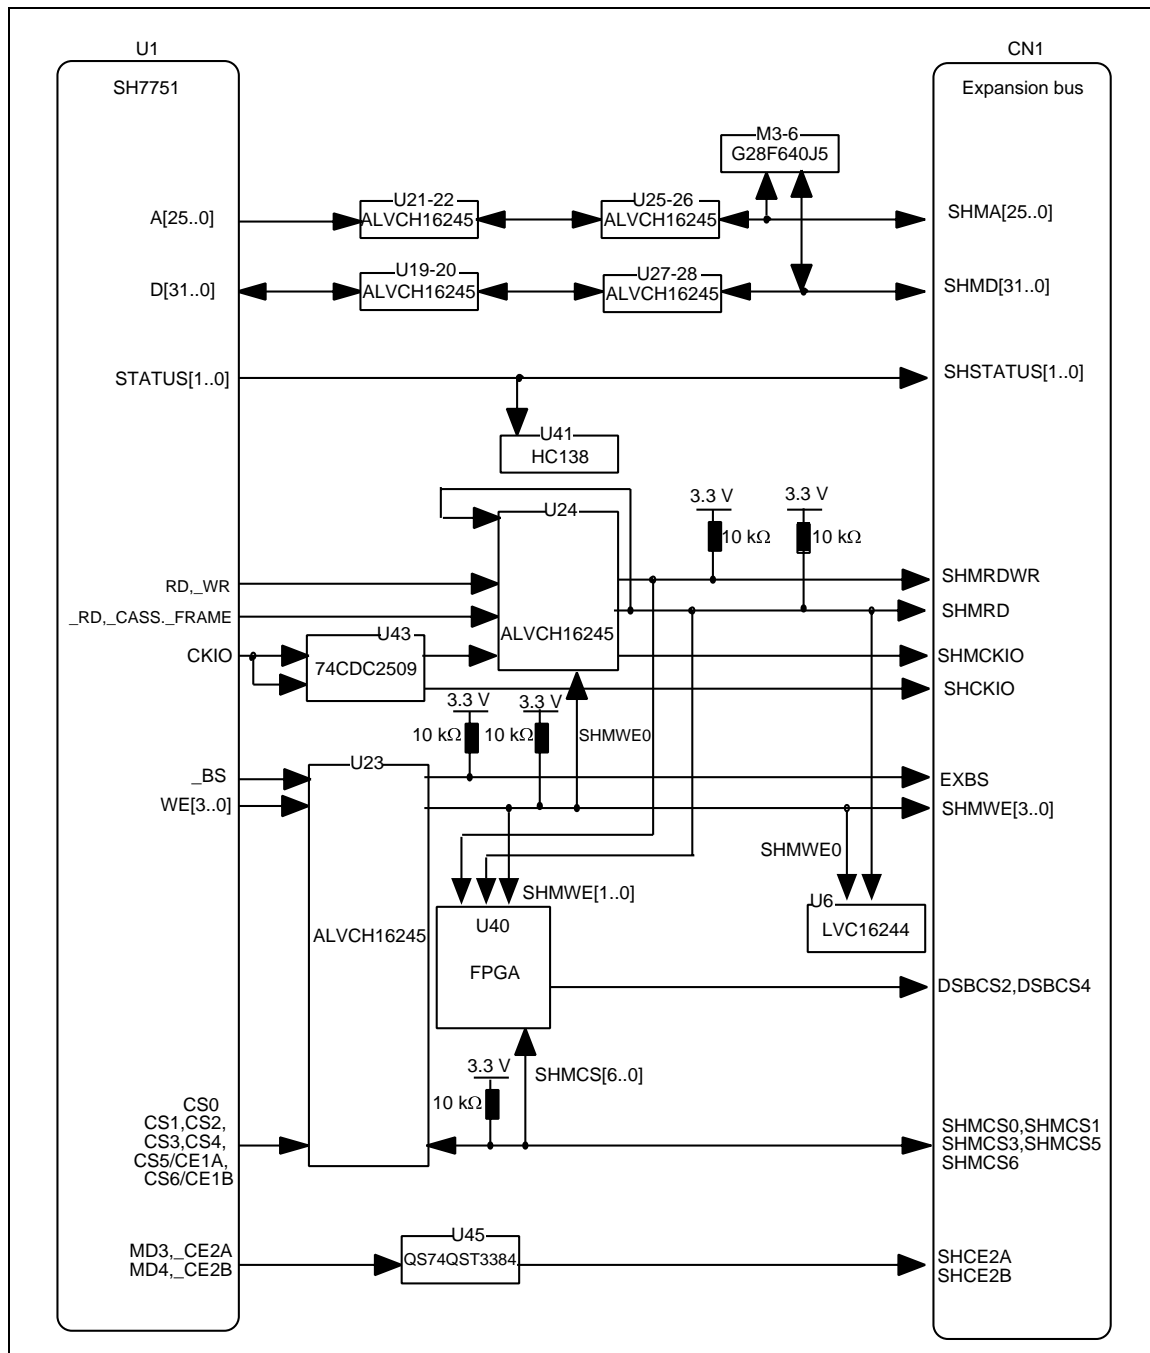 U1
CN1
SH7751
Expansion bus
M3-6
G28F640J5
U21-22
U25-26
A[25..0]
ALVCH16245
ALVCH16245
SHMA[25..0]
U19-20
U27-28
D[31..0]
ALVCH16245
ALVCH16245
SHMD[31..0]
STATUS[1..0]
SHSTATUS[1..0]
U41
HC138
3.3 V
3.3 V
U24
10 kΩ
10 kΩ
RD,_WR
SHMRDWR
_RD,_CASS._FRAME
SHMRD
U43
ALVCH16245
CKIO
74CDC2509
SHMCKIO
SHCKIO
3.3 V
3.3 V
10 kΩ
10 kΩ
SHMWE0
U23
_BS
EXBS
WE[3..0]
SHMWE[3..0]
SHMWE0
SHMWE[1..0]
U6
U40
ALVCH16245
LVC16244
FPGA
DSBCS2,DSBCS4
3.3 V
SHMCS[6..0]
10 kΩ
CS0
CS1,CS2,
CS3,CS4,
CS5/CE1A,
CS6/CE1B
SHMCS0,SHMCS1
SHMCS3,SHMCS5
SHMCS6
U45
MD3,_CE2A
MD4,_CE2B
QS74QST3384
SHCE2A
SHCE2B